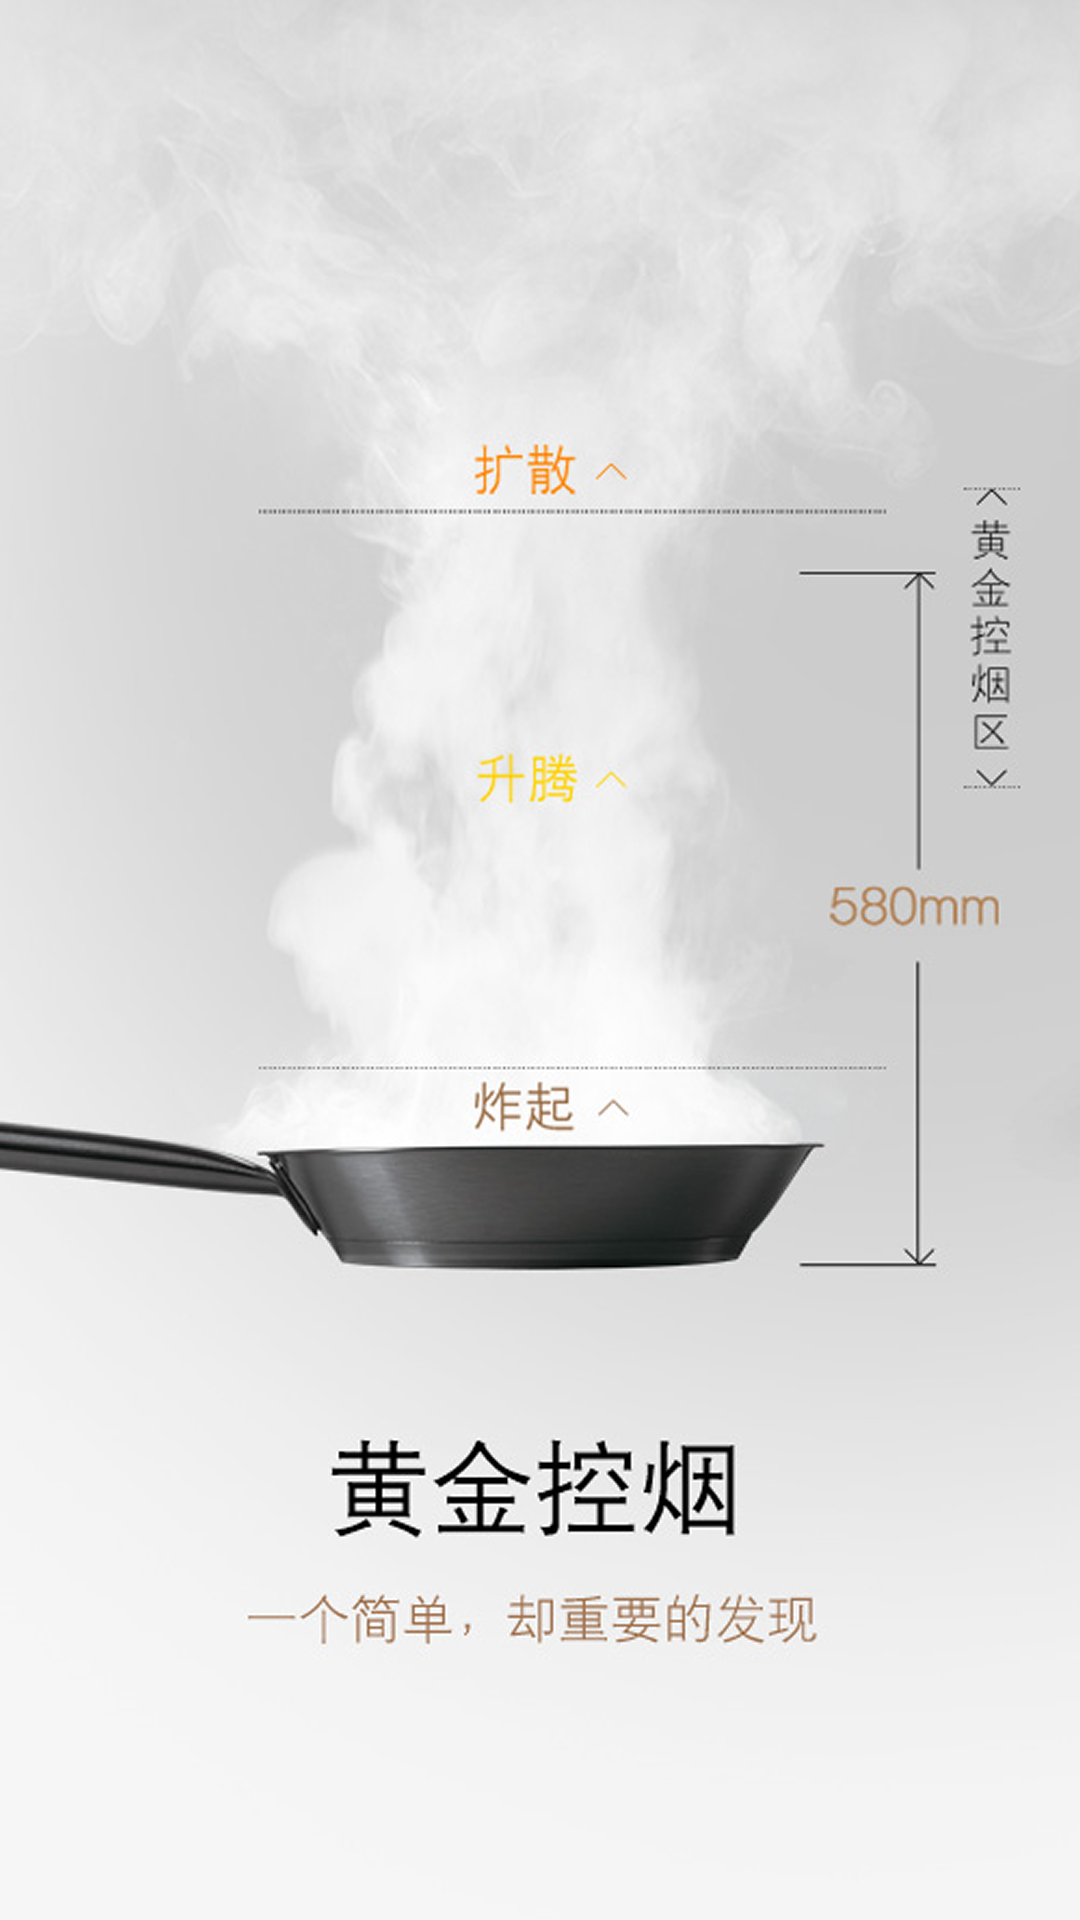 扩散
黄金控烟区
升腾
580mm
炸起
黄金控烟
一个简单，却重要的发现